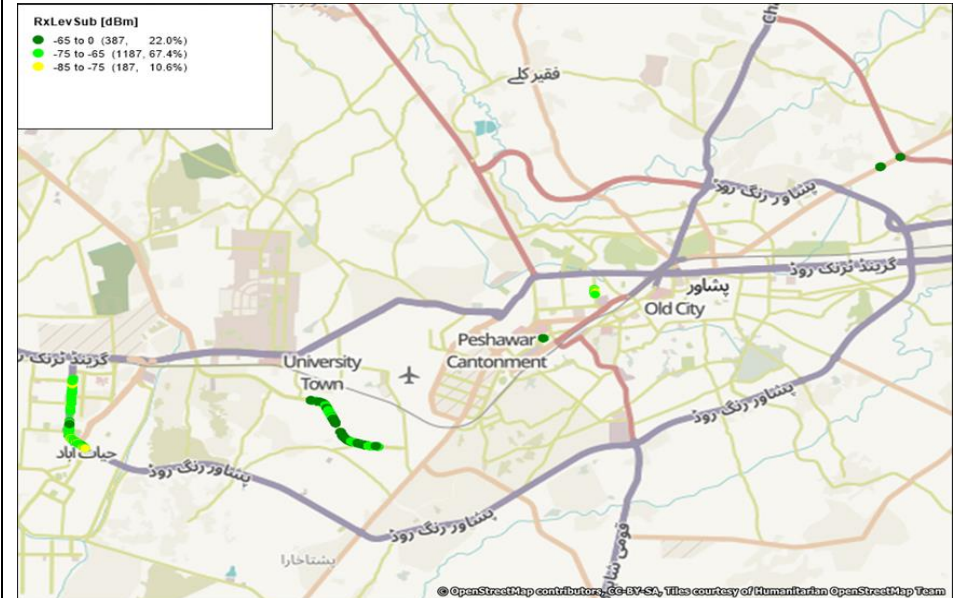 RxLevSub [dBm]
-65 to 0 (387, 22.0%)
-75 to -65 (1187, 67.4%)
-85 to -75 (187, 10.6%)
فقیر کلے
پشاور رنگ روڈ
گرینڈ ٹرنک روڈ
پشاور
Old City
Peshawar
Cantonment
University
Town
گرینڈ ٹرنک
حیات آباد
پشاور رنگ روڈ
پشاور رنگ روڈ
پشاور رنگ روڈ
قومی
پشتاخارا
© OpenStreetMap contributors, CC-BY-SA, Tiles courtesy of Humanitarian OpenStreetMap Team